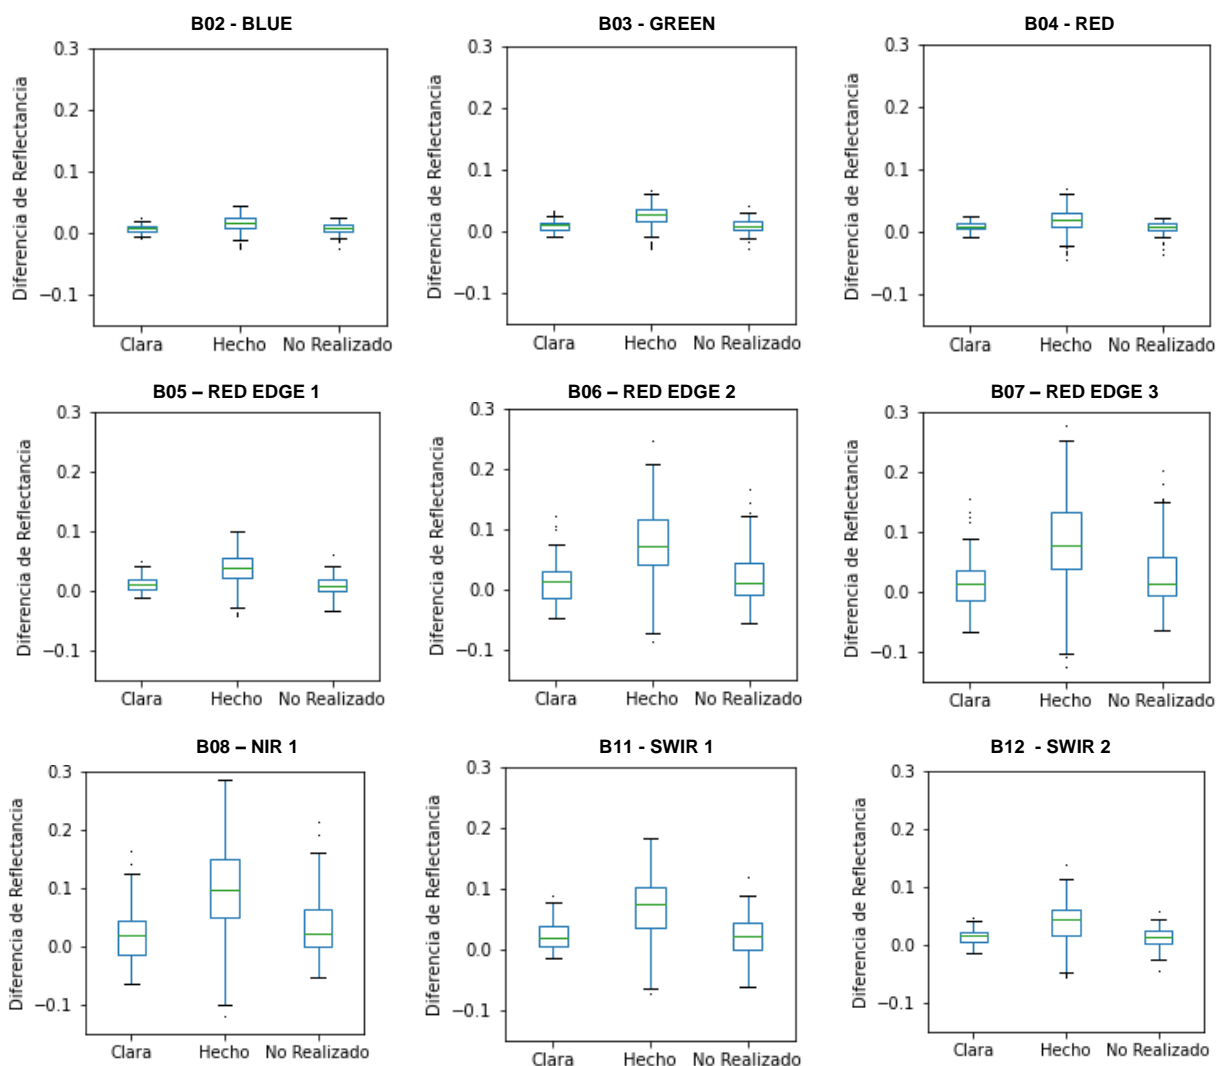 B02 - BLUE
B03 - GREEN
B04 - RED
Diferencia de Reflectancia
0.3
0.2
0.1
0.0
−0.1
Clara Hecho No Realizado
Diferencia de Reflectancia
0.3
0.2
0.1
0.0
−0.1
Clara Hecho No Realizado
Diferencia de Reflectancia
0.3
0.2
0.1
0.0
−0.1
Clara Hecho No Realizado
B05 – RED EDGE 1
B06 – RED EDGE 2
B07 – RED EDGE 3
Diferencia de Reflectancia
0.3
0.2
0.1
0.0
−0.1
Clara Hecho No Realizado
Diferencia de Reflectancia
0.3
0.2
0.1
0.0
−0.1
Clara Hecho No Realizado
Diferencia de Reflectancia
0.3
0.2
0.1
0.0
−0.1
Clara Hecho No Realizado
B08 – NIR 1
B11 - SWIR 1
B12 - SWIR 2
Diferencia de Reflectancia
0.3
0.2
0.1
0.0
−0.1
Clara Hecho No Realizado
Diferencia de Reflectancia
0.3
0.2
0.1
0.0
−0.1
Clara Hecho No Realizado
Diferencia de Reflectancia
0.3
0.2
0.1
0.0
−0.1
Clara Hecho No Realizado